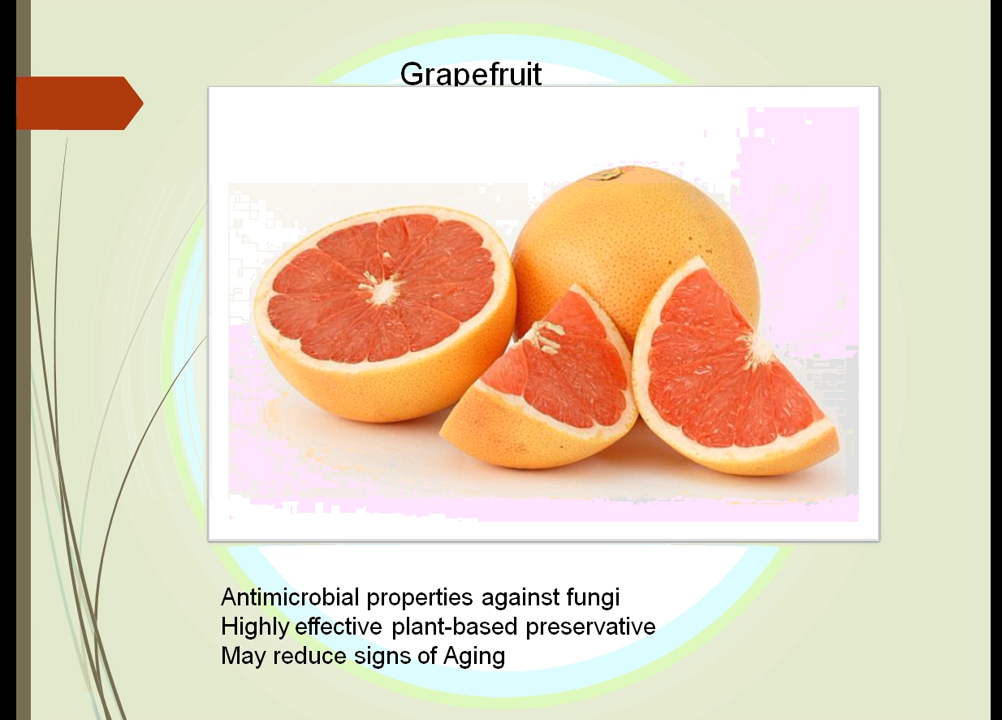 Grapefruit
Antimicrobial properties against fungi
Highly effective plant-based preservative
May reduce signs of Aging